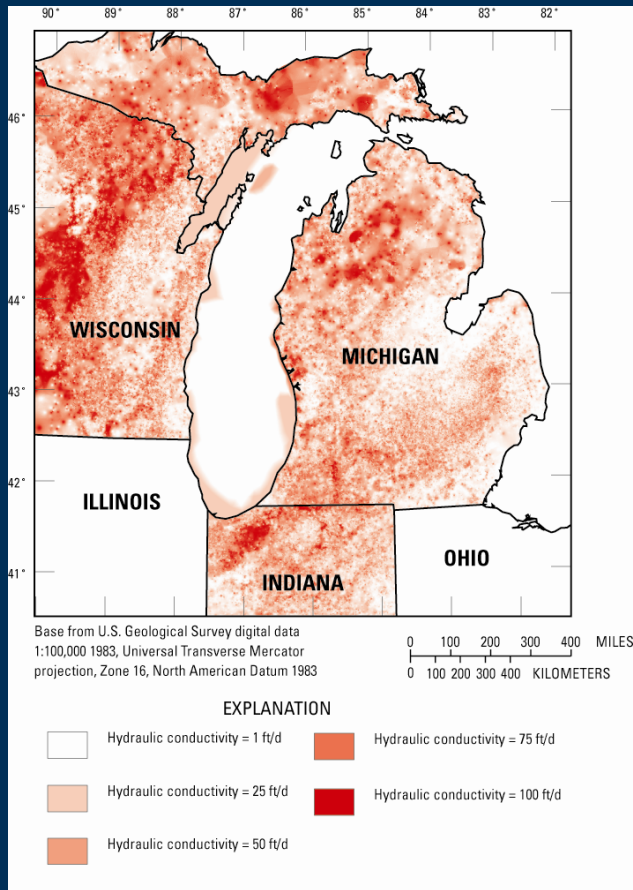 90° 89° 88° 87° 86° 85° 84° 83° 82°
46°
45°
44°
WISCONSIN
MICHIGAN
43°
42°
ILLINOIS
OHIO
41°
INDIANA
Base from U.S. Geological Survey digital data
1:100,000 1983, Universal Transverse Mercator
projection, Zone 16, North American Datum 1983
0 100 200 300 400 MILES
0 100 200 300 400 KILOMETERS
EXPLANATION
Hydraulic conductivity = 1 ft/d
Hydraulic conductivity = 75 ft/d
Hydraulic conductivity = 25 ft/d
Hydraulic conductivity = 100 ft/d
Hydraulic conductivity = 50 ft/d